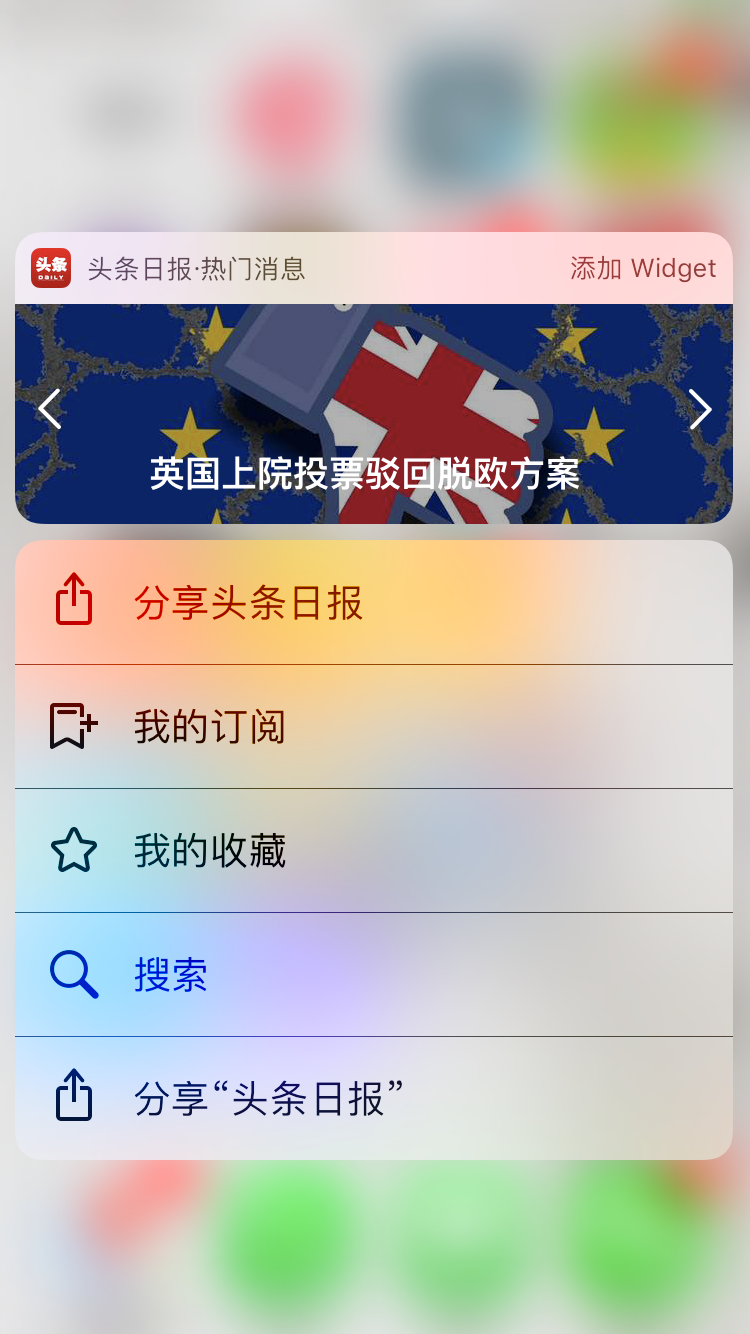 头条
DAILY
头条日报·热门消息
添加 Widget
英国上院投票驳回脱欧方案
分享头条日报
我的订阅
我的收藏
搜索
分享“头条日报”